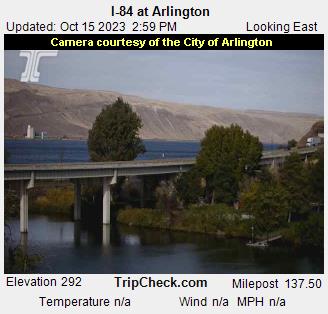 I-84 at Arlington
Updated: Oct 15 2023 2:59 PM Looking East
Camera courtesy of the City of Arlington
Elevation 292 TripCheck.com Milepost 137.50
Temperature n/a Wind n/a MPH n/a